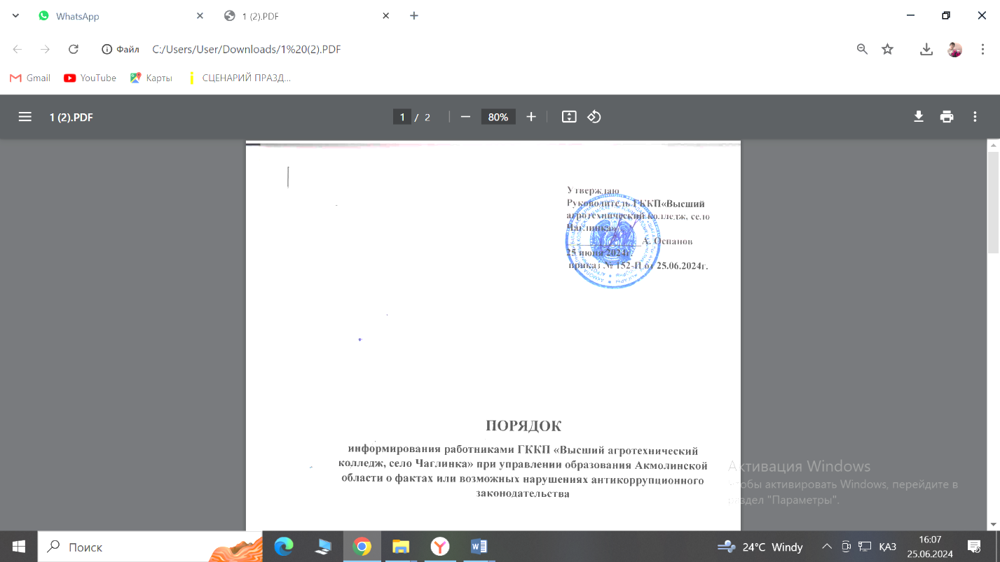 WhatsApp
1 (2).PDF
Файл
C:/Users/User/Downloads/1%20(2).PDF
Gmail
YouTube
Карты
СЦЕНАРИЙ ПРАЗД...
1 (2).PDF
1 / 2
80%
Утверждаю
Руководитель ГККП«Высший
агротехнический колледж, село
Чаглинка»
А. Оспанов
25 июня 2024г.
приказ № 152-П от 25.06.2024г.
ПОРЯДОК
информирования работниками ГККП «Высший агротехнический
колледж, село Чаглинка» при управлении образования Акмолинской
области о фактах или возможных нарушениях антикоррупционного
законодательства
Активация Windows
Чтобы активировать Windows, перейдите в
раздел "Параметры".
Поиск
24°C Windy
ҚАЗ
16:07
25.06.2024